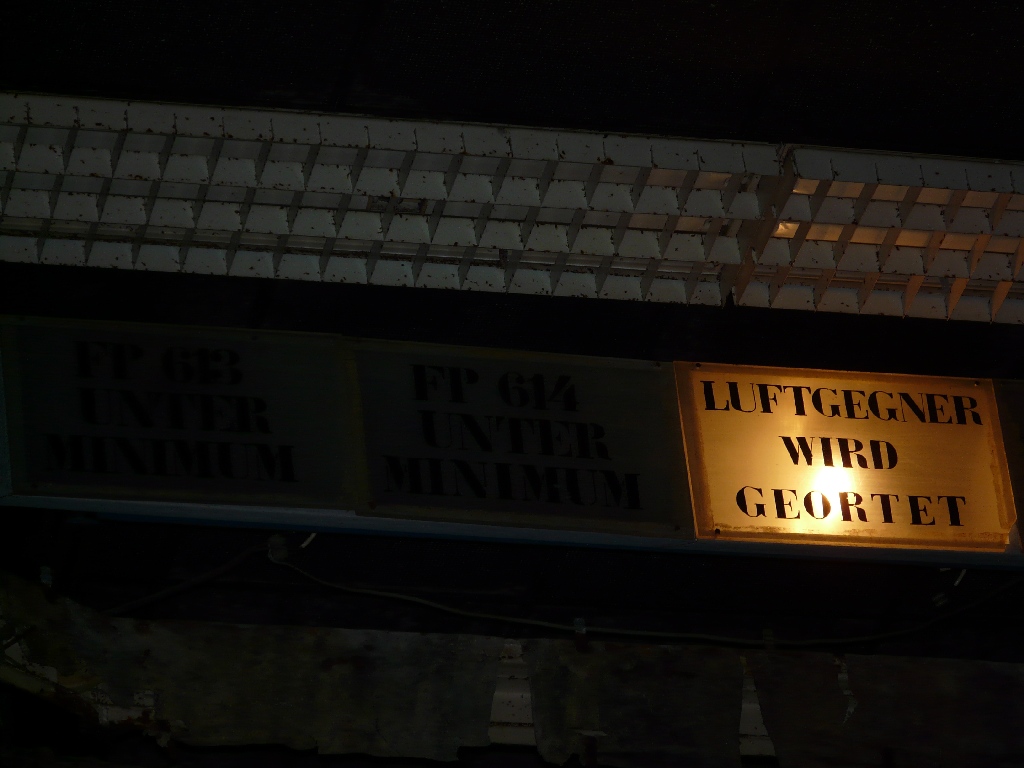 FP 613
UNTER
MINIMUM
FP 614
UNTER
MINIMUM
LUFTGEGNER
WIRD
GEORTET